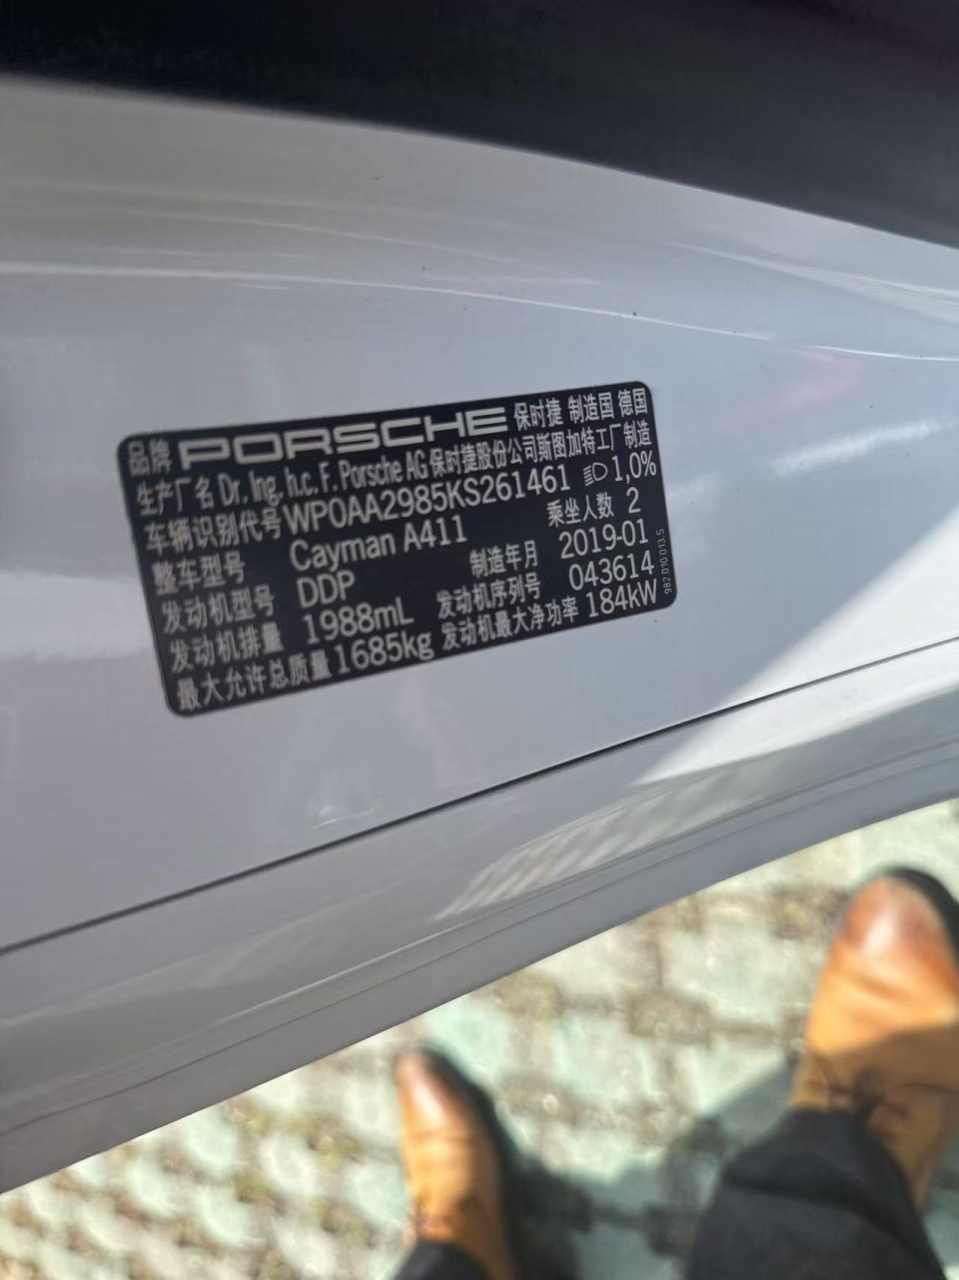 品牌 PORSCHE 保时捷 制造国 德国
生产厂名 Dr. Ing. h.c. F. Porsche AG 保时捷股份公司斯图加特工厂制造
车辆识别代号 WP0AA2985KS261461 1,0%
整车型号 Cayman A411 乘坐人数 2
发动机型号 DDP 制造年月 2019-01
发动机排量 1988mL 发动机序列号 043614
最大允许总质量 1685kg 发动机最大净功率 184kW
982 010 013 S